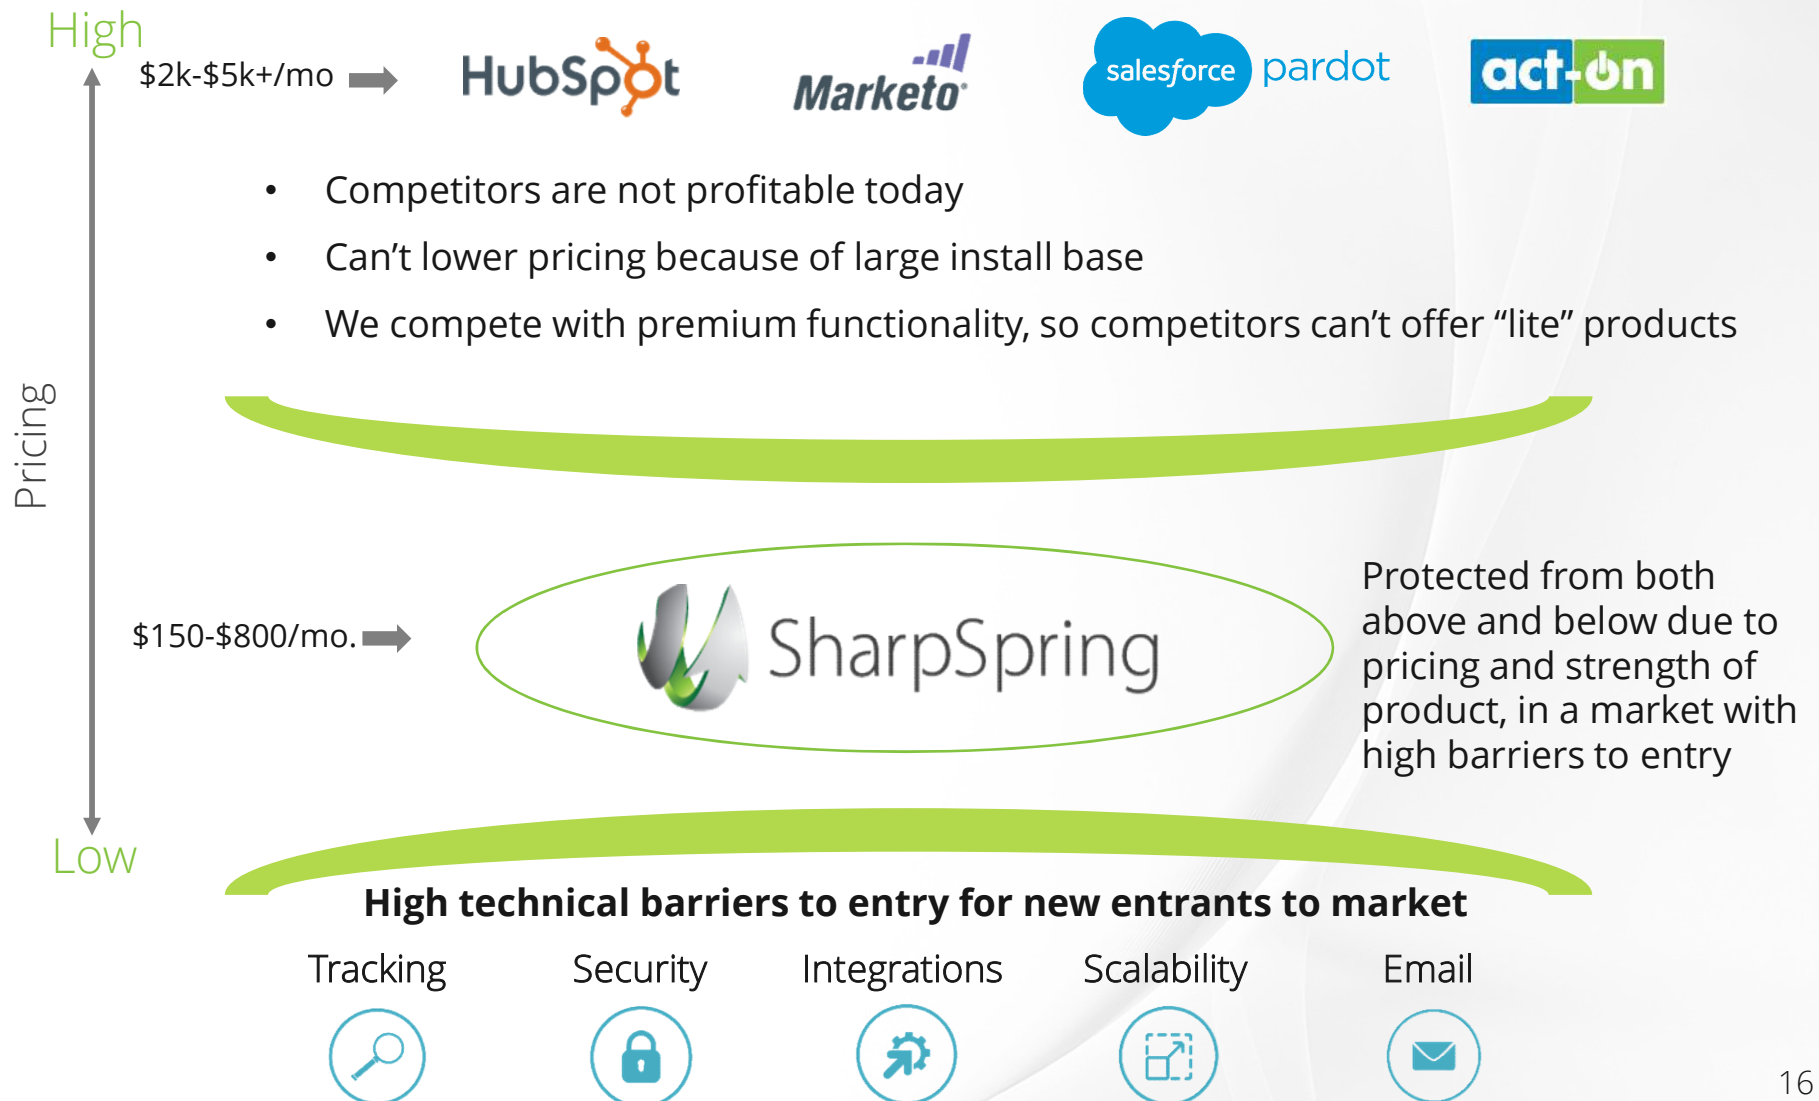 High
$2k-$5k+/mo
HubSpot
Marketo
salesforce pardot
act-on
• Competitors are not profitable today
• Can’t lower pricing because of large install base
• We compete with premium functionality, so competitors can’t offer “lite” products
Pricing
$150-$800/mo.
SharpSpring
Protected from both
above and below due to
pricing and strength of
product, in a market with
high barriers to entry
Low
High technical barriers to entry for new entrants to market
Tracking
Security
Integrations
Scalability
Email
16